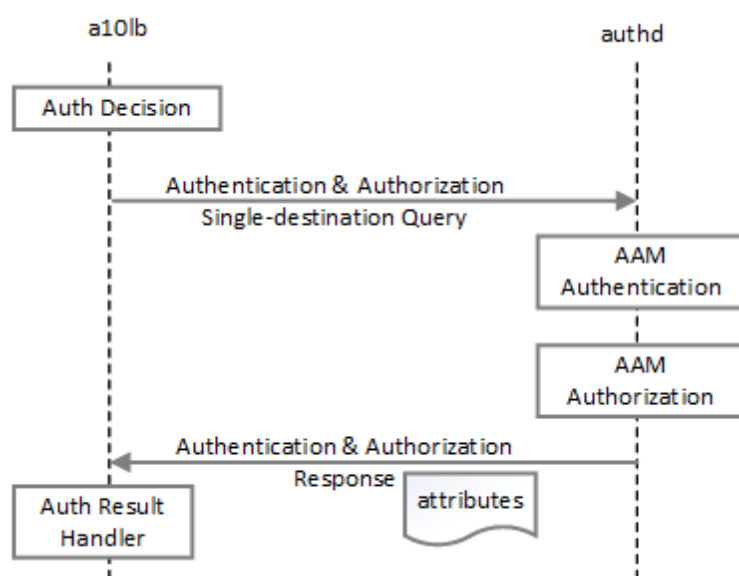 a10lb
authd
Auth Decision
Authentication & Authorization
Single-destination Query
AAM
Authentication
AAM
Authorization
Authentication & Authorization
Response
attributes
Auth Result
Handler